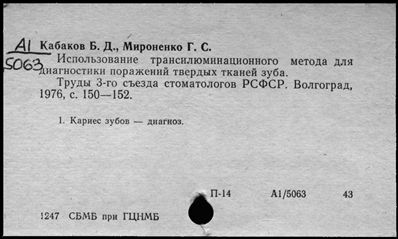 А1 Кабаков Б. Д., Мироненко Г. С.
5063 Использование трансилюминационного метода для
диагностики поражений твердых тканей зуба.
Труды 3-го съезда стоматологов РСФСР. Волгоград,
1976, с. 150—152.
1. Кариес зубов — диагноз.
П-14 А1/5063 43
1247 СБМБ при ГЦНМБ